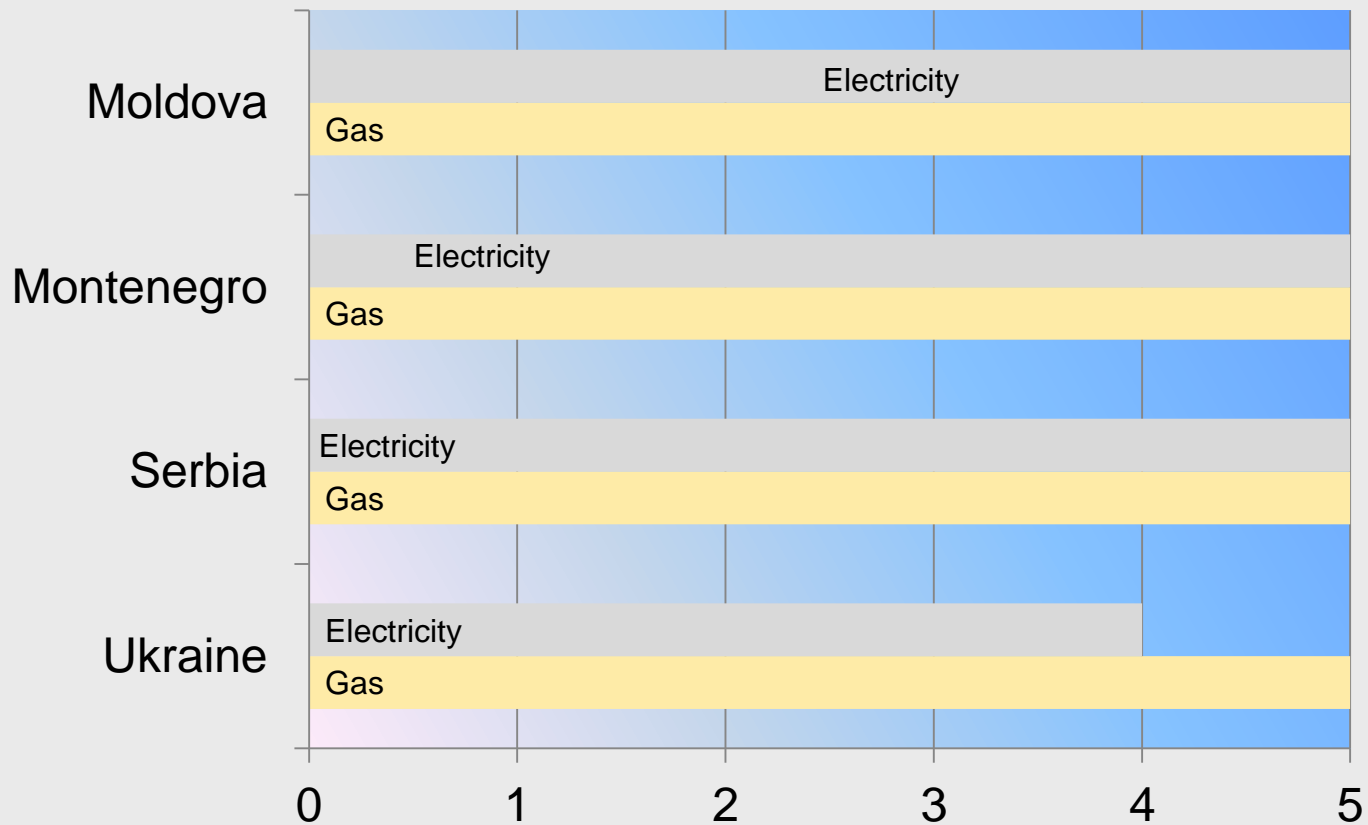 Moldova
Electricity
Gas
Montenegro
Electricity
Gas
Serbia
Electricity
Gas
Ukraine
Electricity
Gas
0 1 2 3 4 5